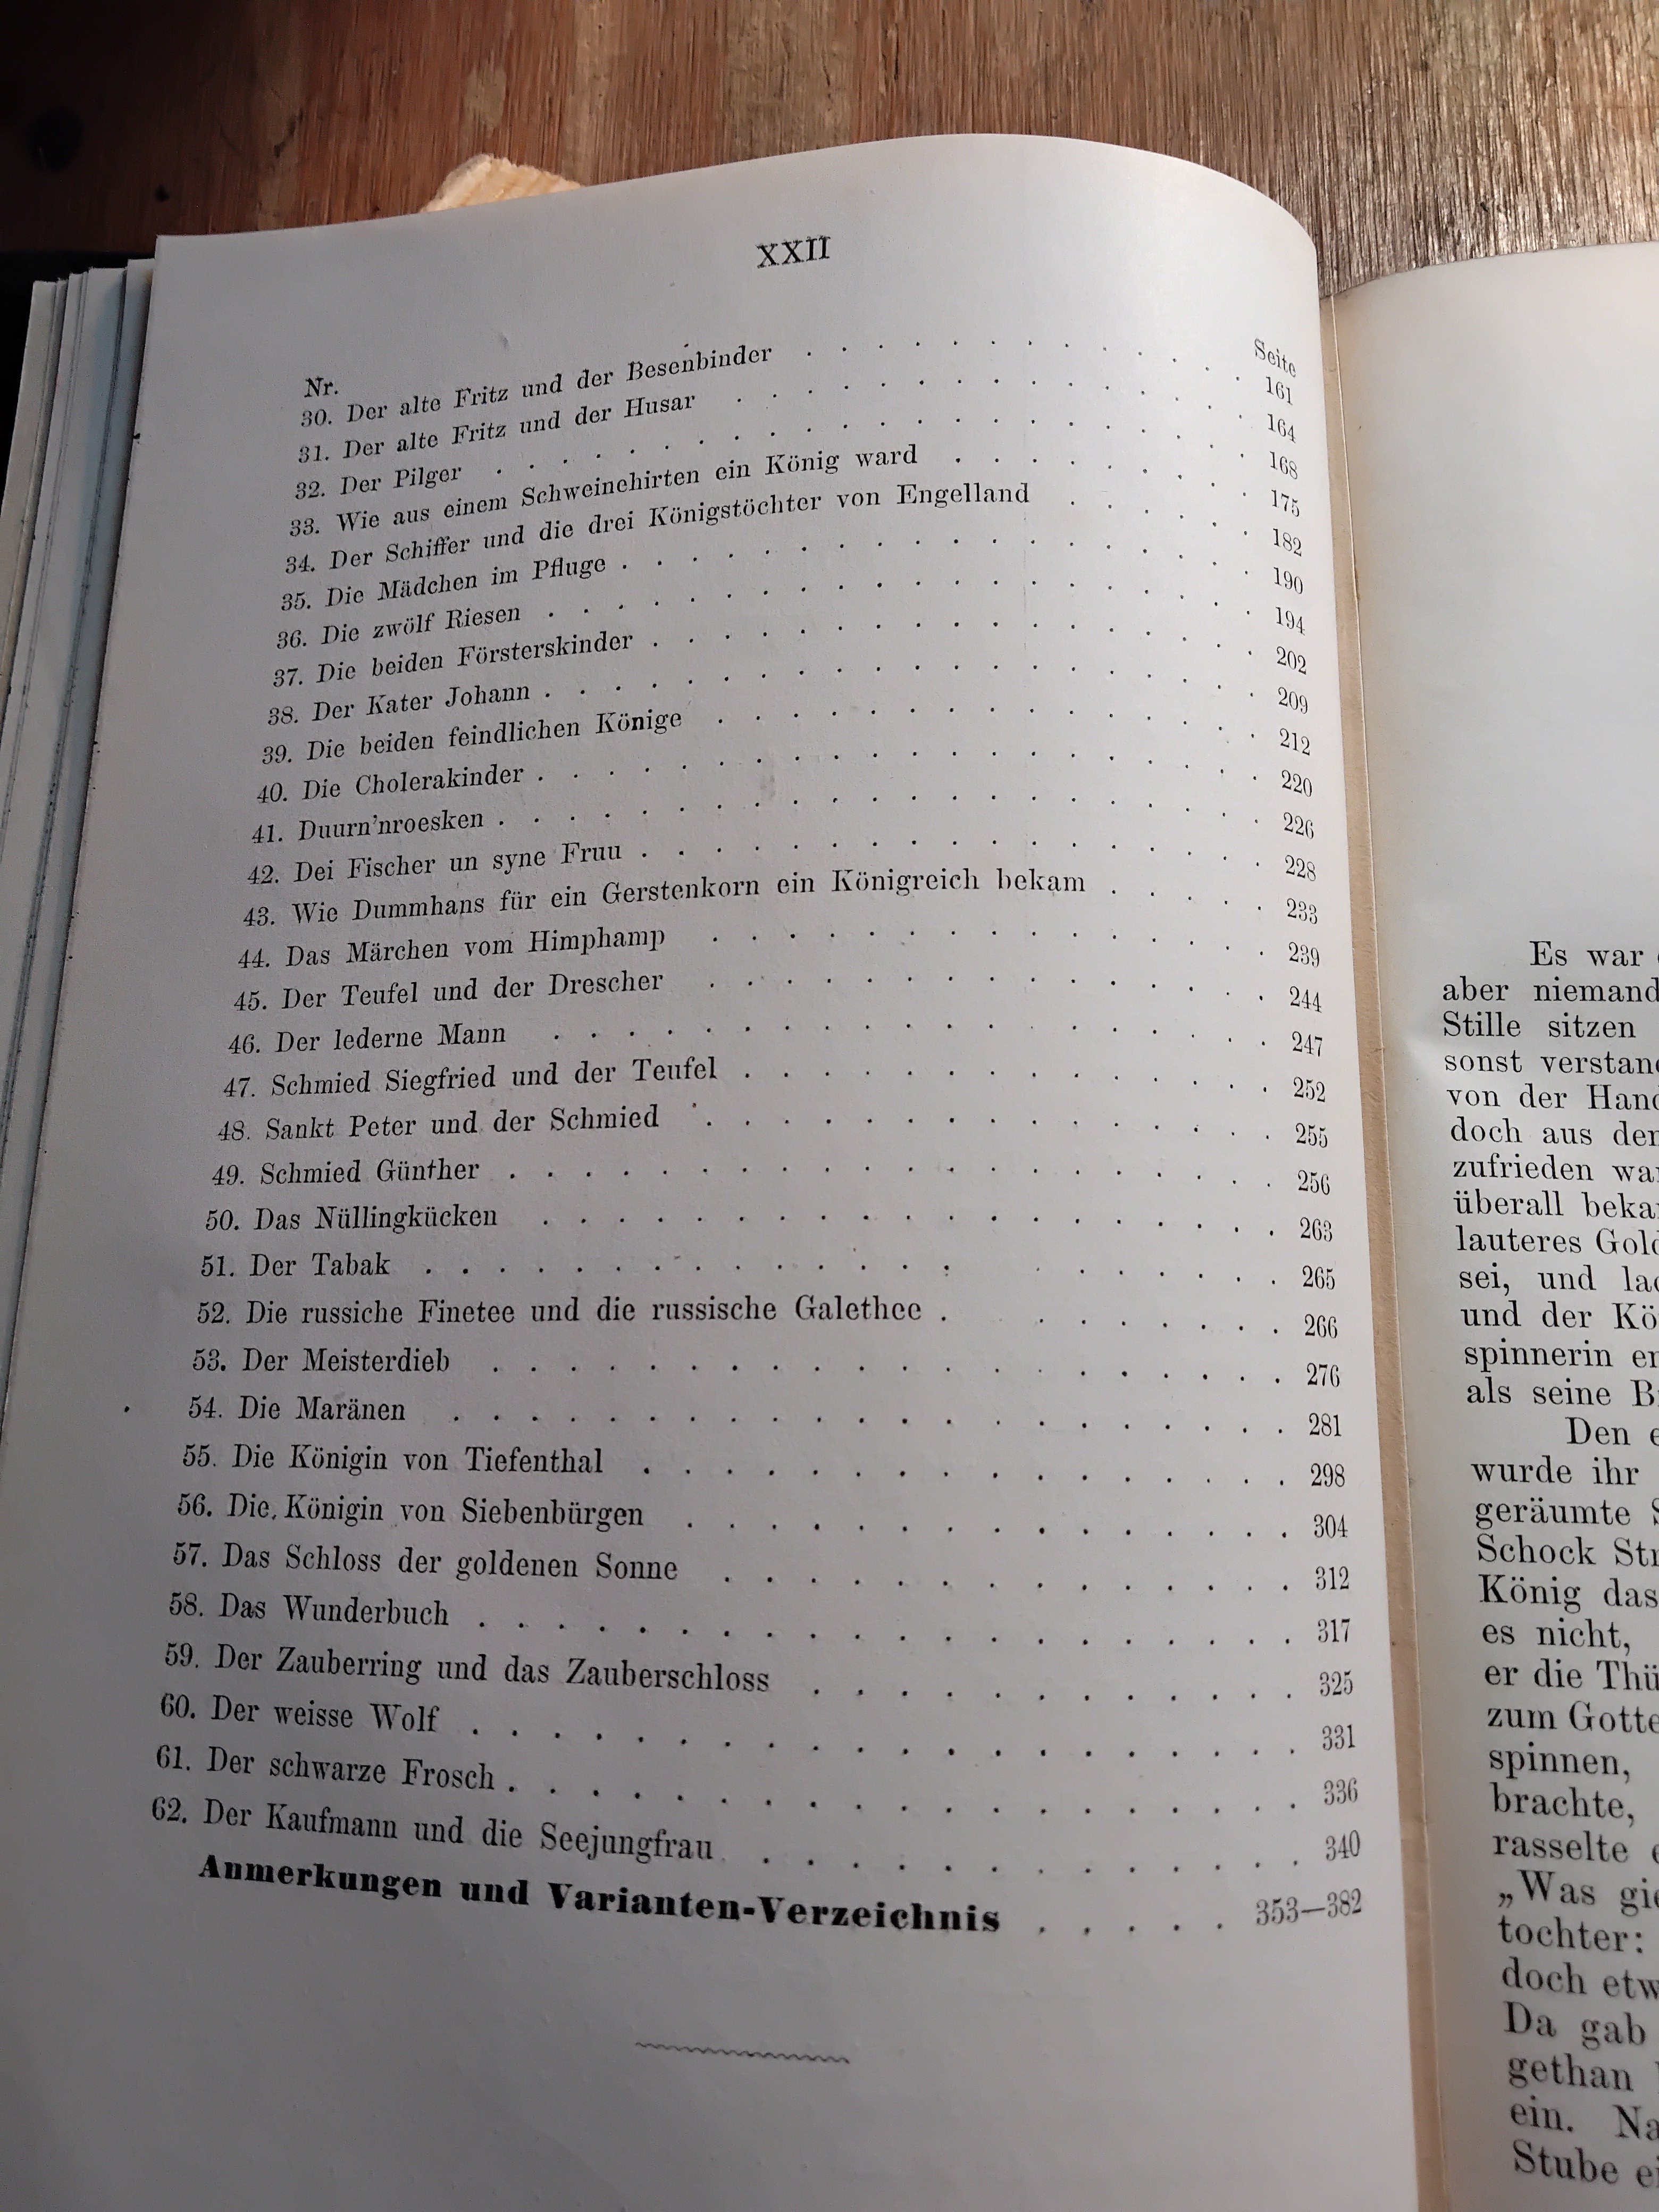 XXII
Nr. Seite
30. Der alte Fritz und der Besenbinder . . . . . . . . . . . . . 161
31. Der alte Fritz und der Husar . . . . . . . . . . . . . . . 164
32. Der Pilger . . . . . . . . . . . . . . . . . . . . . 168
33. Wie aus einem Schweinehirten ein König ward . . . . . . . . . 175
34. Der Schiffer und die drei Königstöchter von Engelland . . . . . . 182
35. Die Mädchen im Pfluge . . . . . . . . . . . . . . . . . . 190
36. Die zwölf Riesen . . . . . . . . . . . . . . . . . . . . 194
37. Die beiden Försterskinder . . . . . . . . . . . . . . . . . 202
38. Der Kater Johann . . . . . . . . . . . . . . . . . . . . 209
39. Die beiden feindlichen Könige . . . . . . . . . . . . . . . 212
40. Die Cholerakinder . . . . . . . . . . . . . . . . . . . . 220
41. Duurn'nroesken . . . . . . . . . . . . . . . . . . . . . 226
42. Dei Fischer un syne Fruu . . . . . . . . . . . . . . . . . 228
43. Wie Dummhans für ein Gerstenkorn ein Königreich bekam . . . . . 233
44. Das Märchen vom Himphamp . . . . . . . . . . . . . . . 239
45. Der Teufel und der Drescher . . . . . . . . . . . . . . . 244
46. Der lederne Mann . . . . . . . . . . . . . . . . . . . 247
47. Schmied Siegfried und der Teufel . . . . . . . . . . . . . . 252
48. Sankt Peter und der Schmied . . . . . . . . . . . . . . . 255
49. Schmied Günther . . . . . . . . . . . . . . . . . . . . 256
50. Das Nüllingkücken . . . . . . . . . . . . . . . . . . . 263
51. Der Tabak . . . . . . . . . . . . . . . . . . . . . 265
52. Die russiche Finetee und die russische Galethee . . . . . . . . 266
53. Der Meisterdieb . . . . . . . . . . . . . . . . . . . . 276
54. Die Maränen . . . . . . . . . . . . . . . . . . . . . 281
55. Die Königin von Tiefenthal . . . . . . . . . . . . . . . . 298
56. Die Königin von Siebenbürgen . . . . . . . . . . . . . . . 304
57. Das Schloss der goldenen Sonne . . . . . . . . . . . . . . 312
58. Das Wunderbuch . . . . . . . . . . . . . . . . . . . . 317
59. Der Zauberring und das Zauberschloss . . . . . . . . . . . . 325
60. Der weisse Wolf . . . . . . . . . . . . . . . . . . . . 331
61. Der schwarze Frosch . . . . . . . . . . . . . . . . . . . 336
62. Der Kaufmann und die Seejungfrau . . . . . . . . . . . . . 340
Anmerkungen und Varianten-Verzeichnis . . . . . 353—382
Es war
aber niemand
Stille sitzen
sonst
von der
doch aus
zufrieden
überall
lauteres
sei, und
und der
spinnerin
als seine
Den
wurde ihr
geräumte
Schock
König das
es nicht,
er die
zum
spinnen,
brachte,
rasselte
„Was
tochter:
doch
Da gab
gethan
ein.
Stube